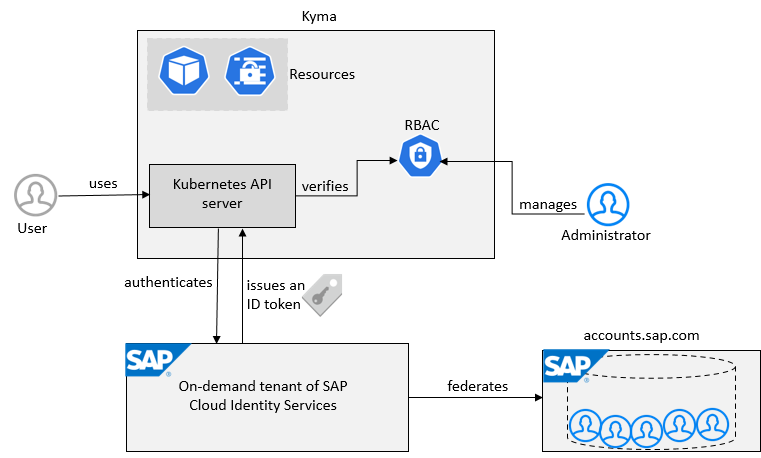 Kyma
Resources
RBAC
Kubernetes API
server
uses
verifies
User
manages
Administrator
authenticates
issues an
ID token
accounts.sap.com
SAP®
On-demand tenant of SAP
Cloud Identity Services
federates
SAP®